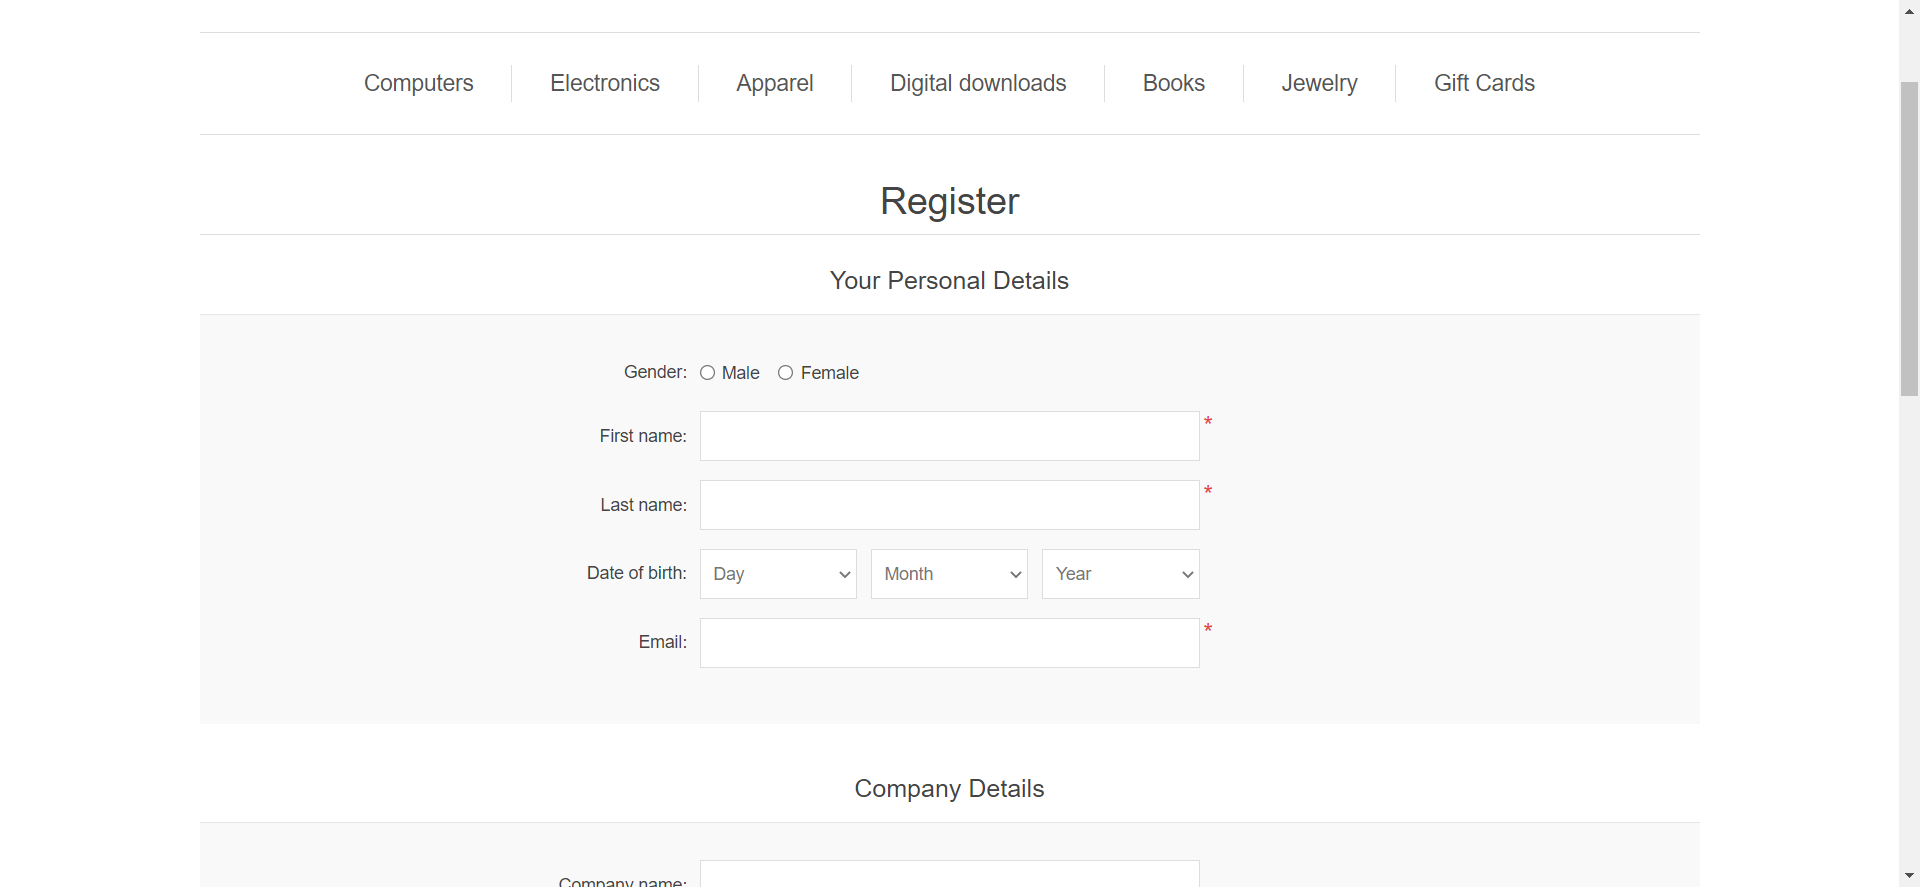 Computers Electronics Apparel Digital downloads Books Jewelry Gift Cards
Register
Your Personal Details
Gender: Male Female
First name: *
Last name: *
Date of birth: Day Month Year
Email: *
Company Details
Company name: